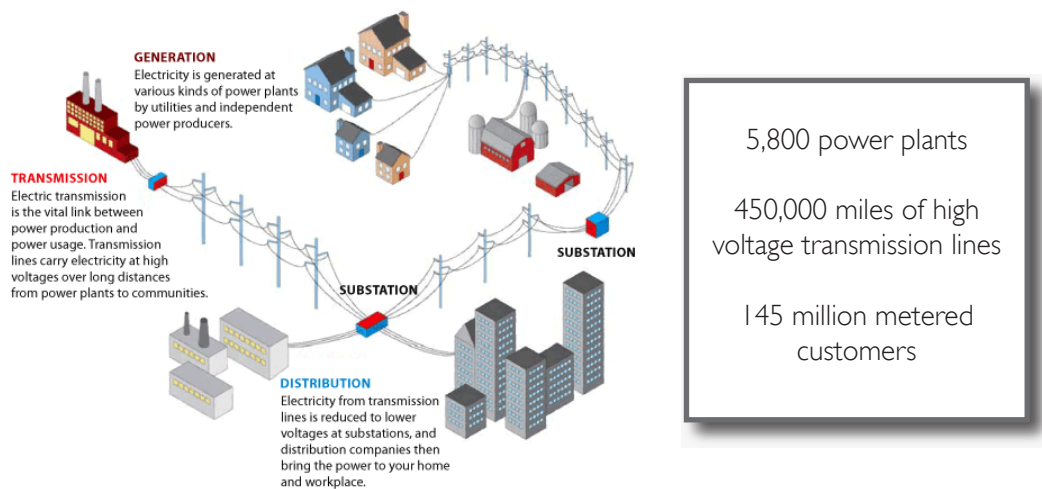 GENERATION
Electricity is generated at
various kinds of power plants
by utilities and independent
power producers.
TRANSMISSION
Electric transmission
is the vital link between
power production and
power usage. Transmission
lines carry electricity at high
voltages over long distances
from power plants to communities.
SUBSTATION
SUBSTATION
DISTRIBUTION
Electricity from transmission
lines is reduced to lower
voltages at substations, and
distribution companies then
bring the power to your home
and workplace.
5,800 power plants
450,000 miles of high
voltage transmission lines
145 million metered
customers